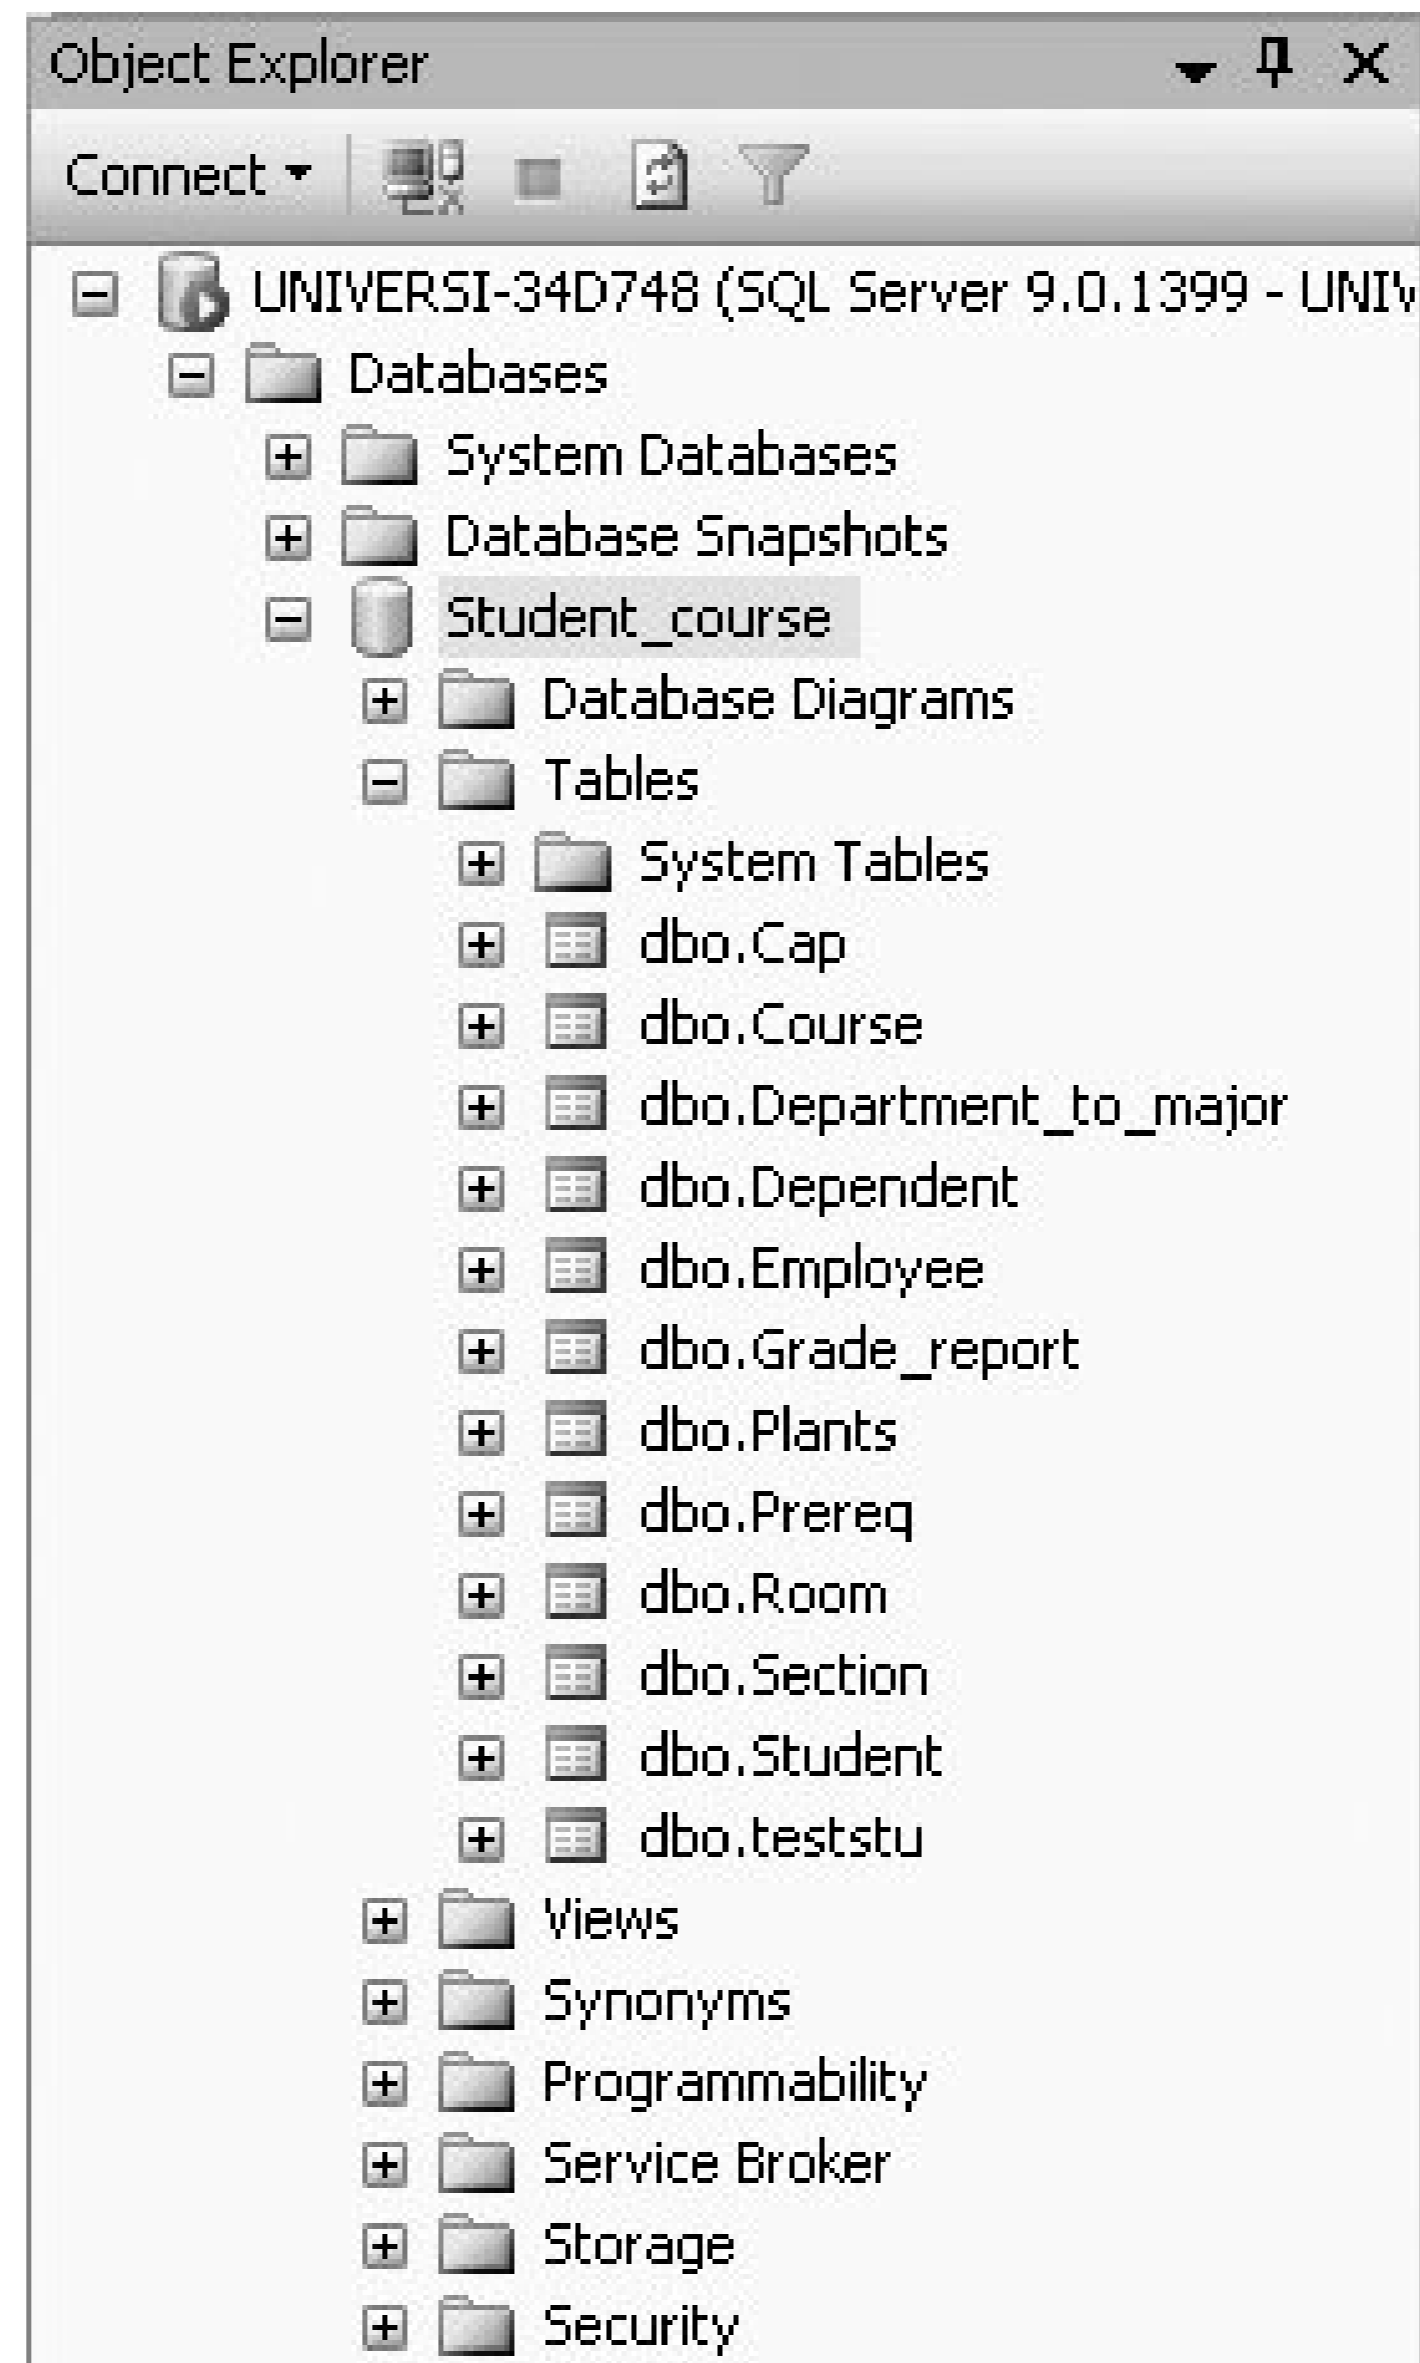 Object Explorer
Connect
UNIVERSI-34D748 (SQL Server 9.0.1399 - UNIV
Databases
System Databases
Database Snapshots
Student_course
Database Diagrams
Tables
System Tables
dbo.Cap
dbo.Course
dbo.Department_to_major
dbo.Dependent
dbo.Employee
dbo.Grade_report
dbo.Plants
dbo.Prereq
dbo.Room
dbo.Section
dbo.Student
dbo.teststu
Views
Synonyms
Programmability
Service Broker
Storage
Security